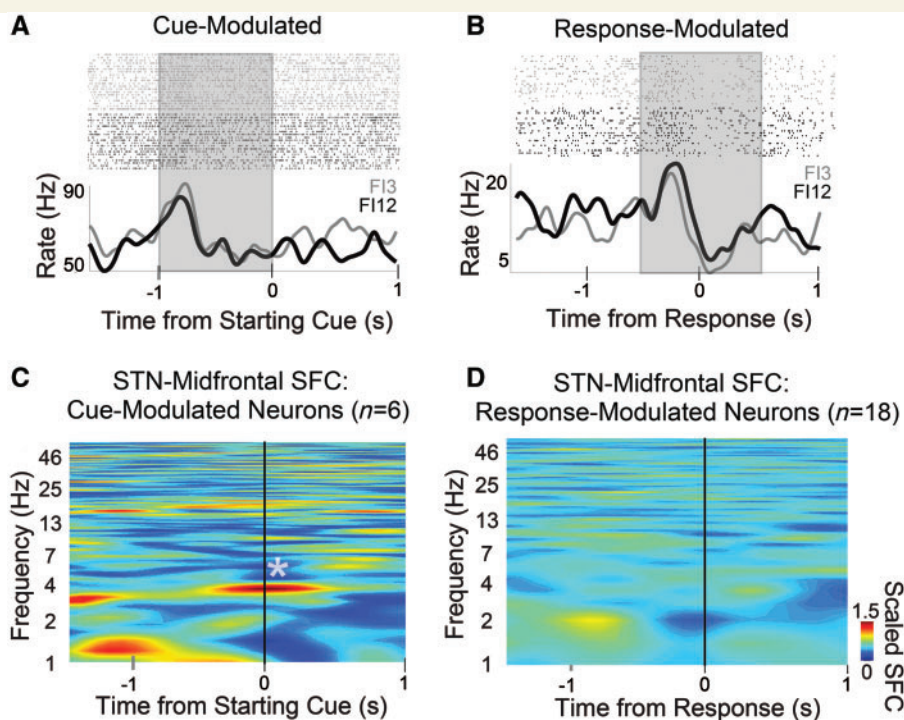 A
Cue-Modulated
Rate (Hz)
90
50
FI3
FI12
-1
0
1
Time from Starting Cue (s)
B
Response-Modulated
Rate (Hz)
20
5
FI3
FI12
-1
0
1
Time from Response (s)
C
STN-Midfrontal SFC:
Cue-Modulated Neurons (n=6)
Frequency (Hz)
46
25
13
7
4
2
1
*
-1
0
1
Time from Starting Cue (s)
D
STN-Midfrontal SFC:
Response-Modulated Neurons (n=18)
Frequency (Hz)
46
25
13
7
4
2
1
-1
0
1
Time from Response (s)
1.5
0
Scaled SFC